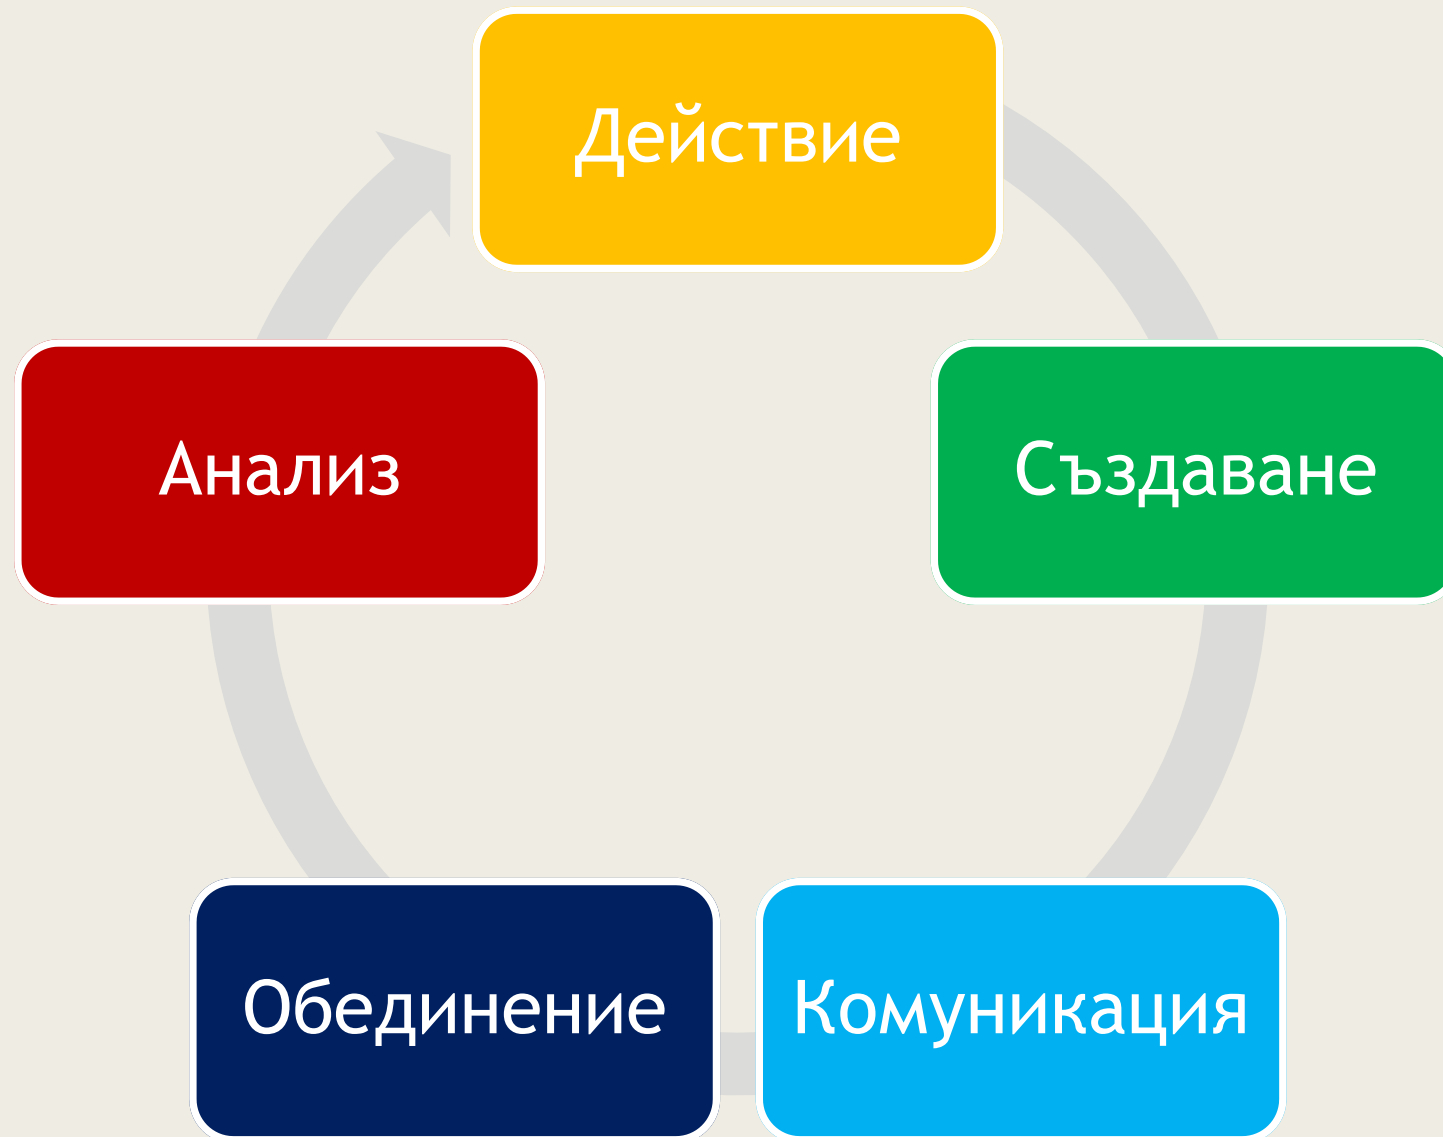 Действие
Анализ
Създаване
Обединение
Комуникация